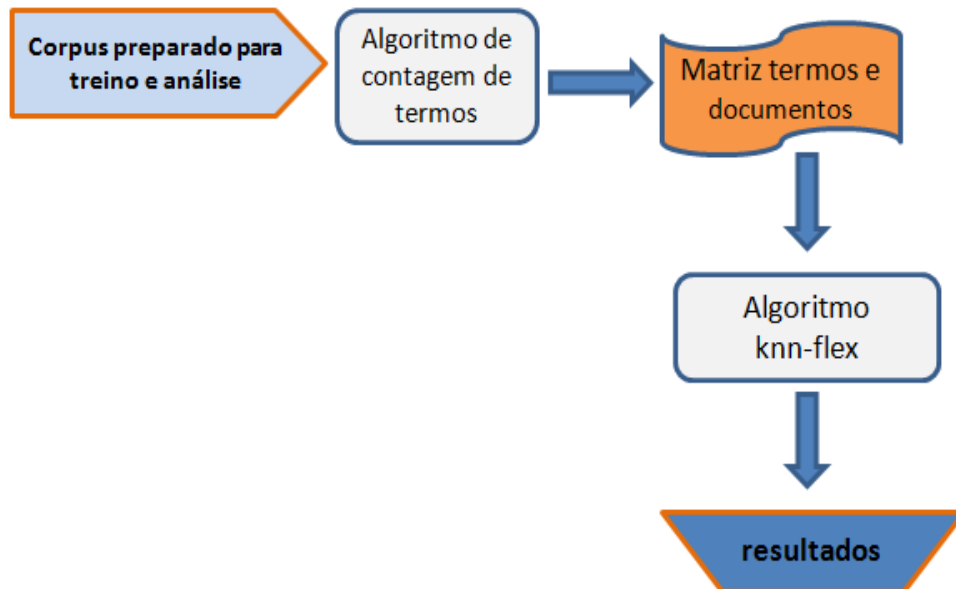 Corpus preparado para
treino e análise
Algoritmo de
contagem de
termos
Matriz termos e
documentos
Algoritmo
knn-flex
resultados